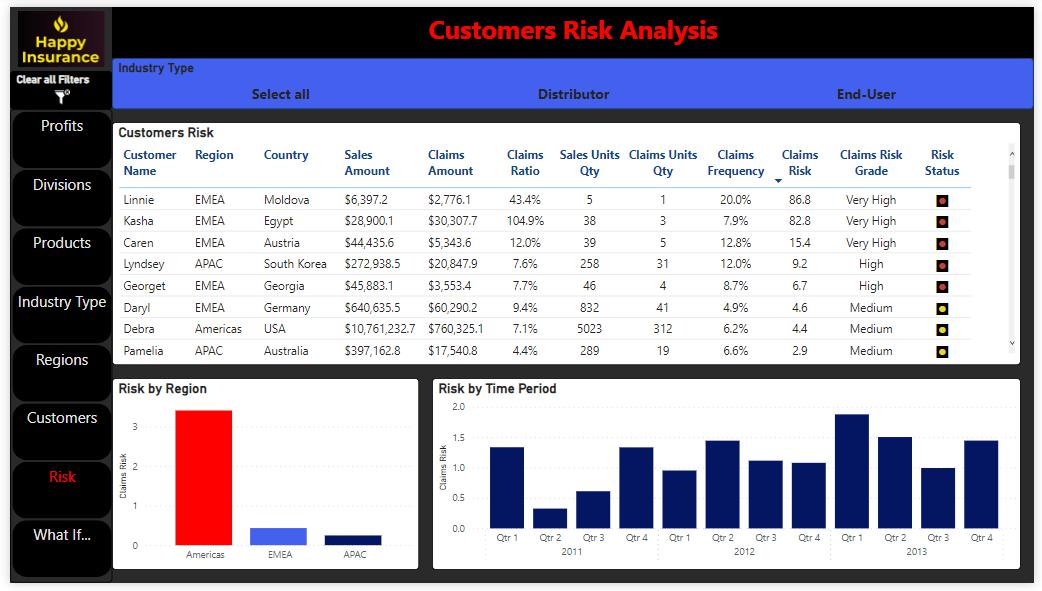 Happy
Insurance
Clear all Filters
Customers Risk Analysis
Industry Type
Select all Distributor End-User
Profits
Divisions
Products
Industry Type
Regions
Customers
Risk
What If...
Customers Risk
Customer Name Region Country Sales Amount Claims Amount Claims Ratio Sales Units Qty Claims Units Qty Claims Frequency Claims Risk Claims Risk Grade Risk Status
Linnie EMEA Moldova $6,397.2 $2,776.1 43.4% 5 1 20.0% 86.8 Very High
Kasha EMEA Egypt $28,900.1 $30,307.7 104.9% 38 3 7.9% 82.8 Very High
Caren EMEA Austria $44,435.6 $5,343.6 12.0% 39 5 12.8% 15.4 Very High
Lyndsey APAC South Korea $272,938.5 $20,847.9 7.6% 258 31 12.0% 9.2 High
Georget EMEA Georgia $45,883.1 $3,553.4 7.7% 46 4 8.7% 6.7 High
Daryl EMEA Germany $640,635.5 $60,290.2 9.4% 832 41 4.9% 4.6 Medium
Debra Americas USA $10,761,232.7 $760,325.1 7.1% 5023 312 6.2% 4.4 Medium
Pamelia APAC Australia $397,162.8 $17,540.8 4.4% 289 19 6.6% 2.9 Medium
Risk by Region
Claims Risk
3
2
1
0
Americas EMEA APAC
Risk by Time Period
Claims Risk
2.0
1.5
1.0
0.5
0.0
Qtr 1 Qtr 2 Qtr 3 Qtr 4 Qtr 1 Qtr 2 Qtr 3 Qtr 4 Qtr 1 Qtr 2 Qtr 3 Qtr 4
2011 2012 2013